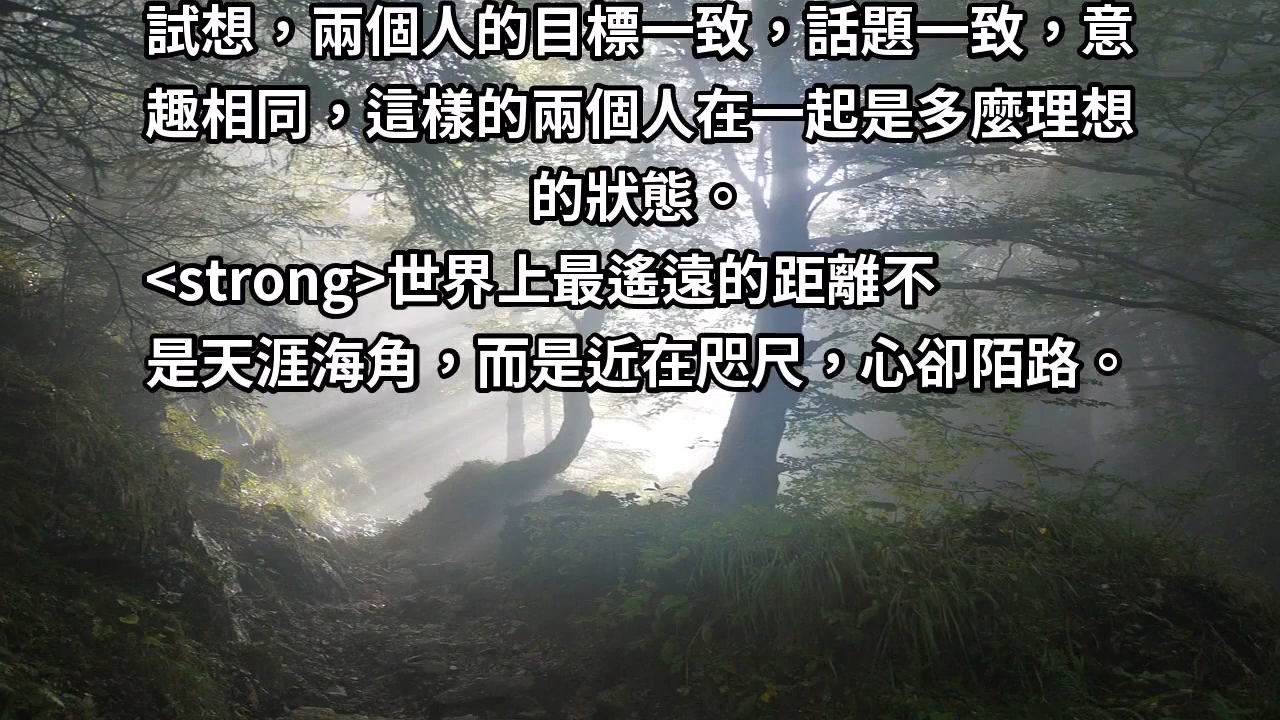 試想，兩個人的目標一致，話題一致，意
趣相同，這樣的兩個人在一起是多麼理想
的狀態。
<strong>世界上最遙遠的距離不
是天涯海角，而是近在咫尺，心卻陌路。